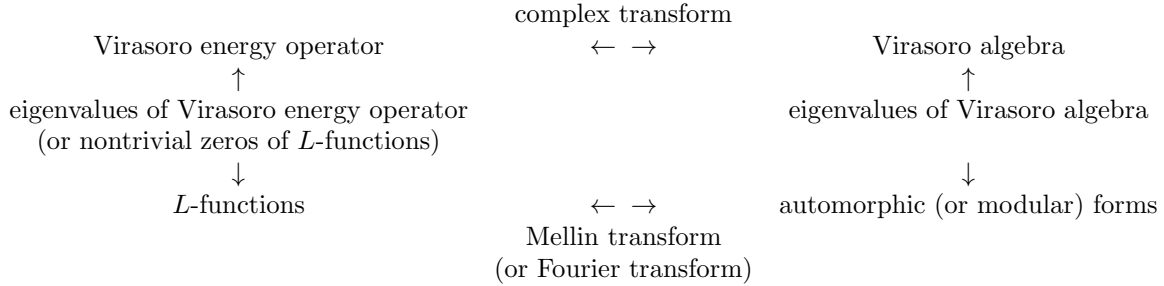 complex transform
Virasoro energy operator ← → Virasoro algebra
↑ ↑
eigenvalues of Virasoro energy operator eigenvalues of Virasoro algebra
(or nontrivial zeros of L-functions)
↓ ↓
L-functions ← → automorphic (or modular) forms
Mellin transform
(or Fourier transform)